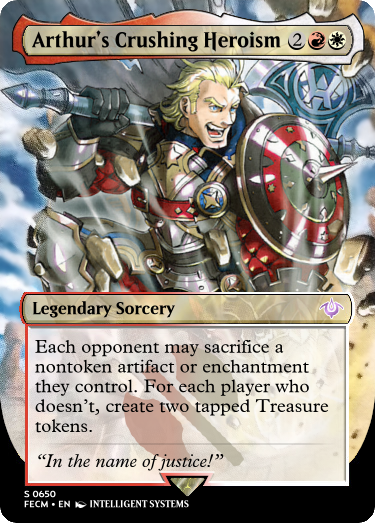 Arthur's Crushing Heroism 2
Legendary Sorcery
Each opponent may sacrifice a
nontoken artifact or enchantment
they control. For each player who
doesn't, create two tapped Treasure
tokens.
“In the name of justice!”
S 0650
FECM • EN INTELLIGENT SYSTEMS